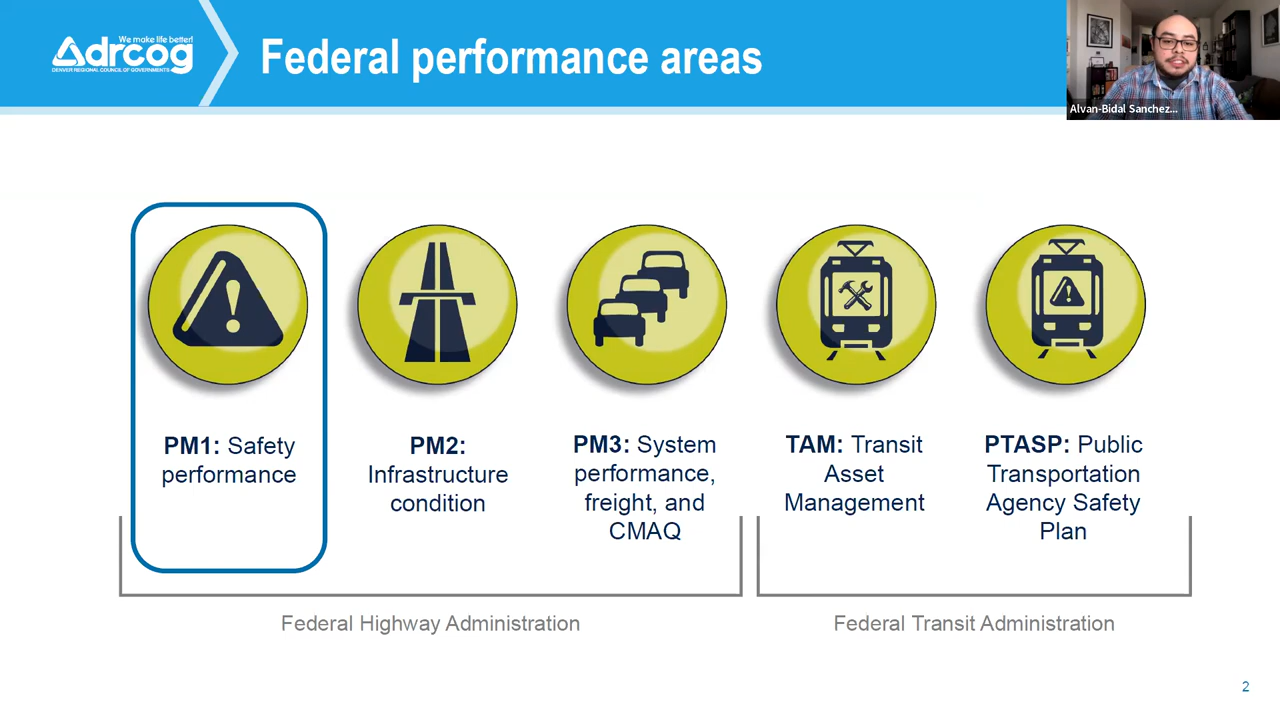 We make life better!
drcog
DENVER REGIONAL COUNCIL OF GOVERNMENTS
Federal performance areas
Alvan-Bidal Sanchez...
PM1: Safety
performance
PM2:
Infrastructure
condition
PM3: System
performance,
freight, and
CMAQ
TAM: Transit
Asset
Management
PTASP: Public
Transportation
Agency Safety
Plan
Federal Highway Administration
Federal Transit Administration
2